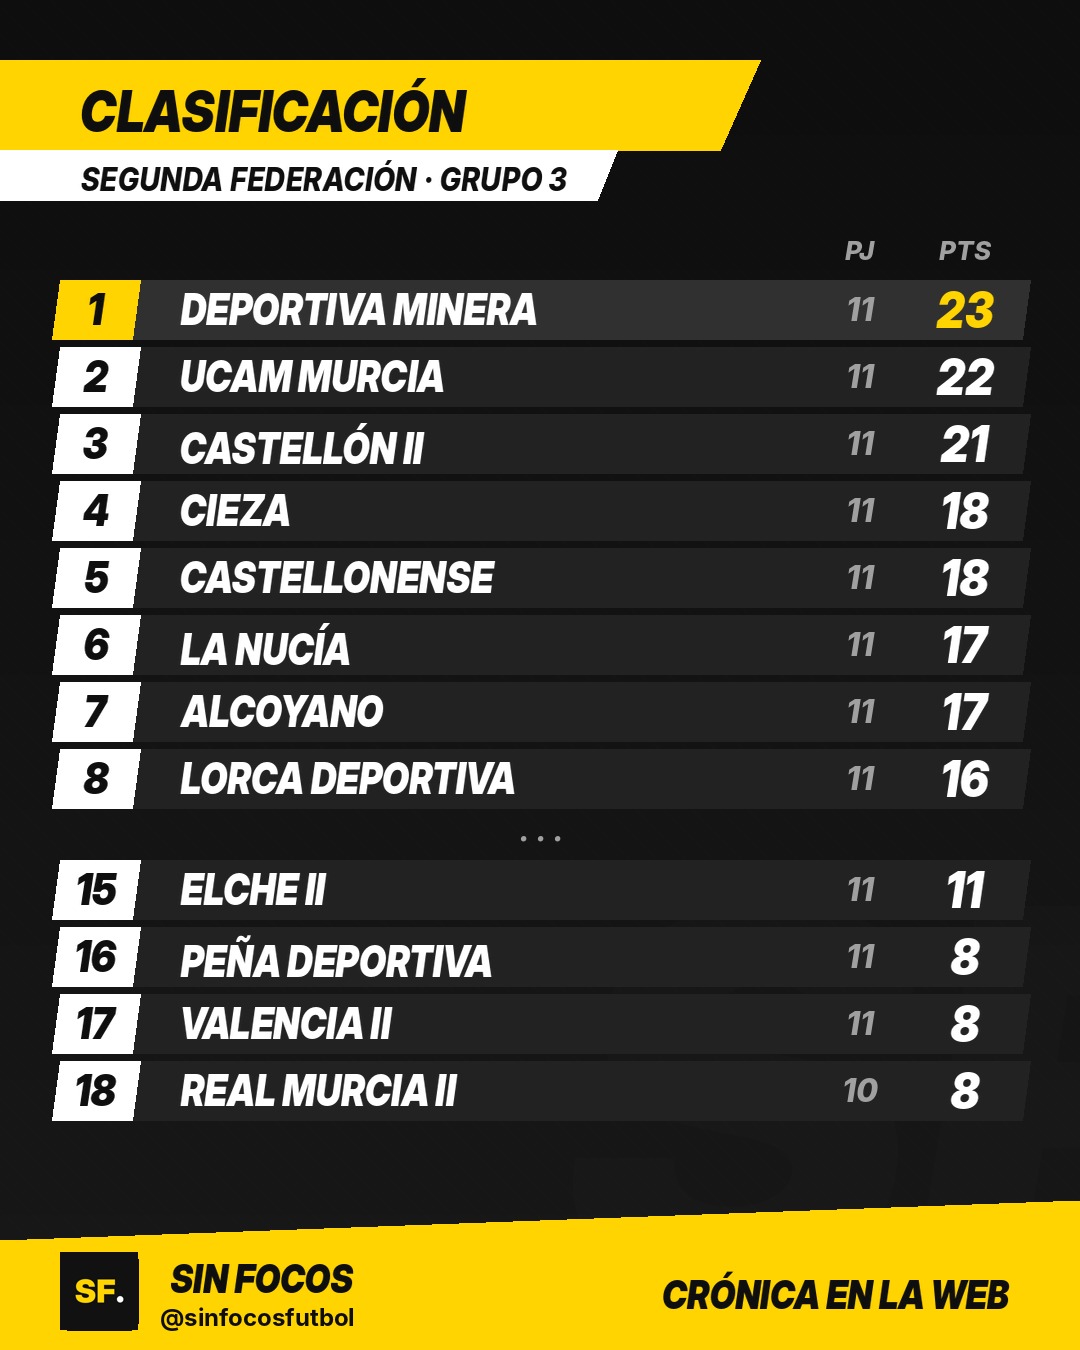 CLASIFICACIÓN
SEGUNDA FEDERACIÓN · GRUPO 3
PJ PTS
1 DEPORTIVA MINERA 11 23
2 UCAM MURCIA 11 22
3 CASTELLÓN II 11 21
4 CIEZA 11 18
5 CASTELLONENSE 11 18
6 LA NUCÍA 11 17
7 ALCOYANO 11 17
8 LORCA DEPORTIVA 11 16
...
15 ELCHE II 11 11
16 PEÑA DEPORTIVA 11 8
17 VALENCIA II 11 8
18 REAL MURCIA II 10 8
SF.
SIN FOCOS
@sinfocosfutbol
CRÓNICA EN LA WEB